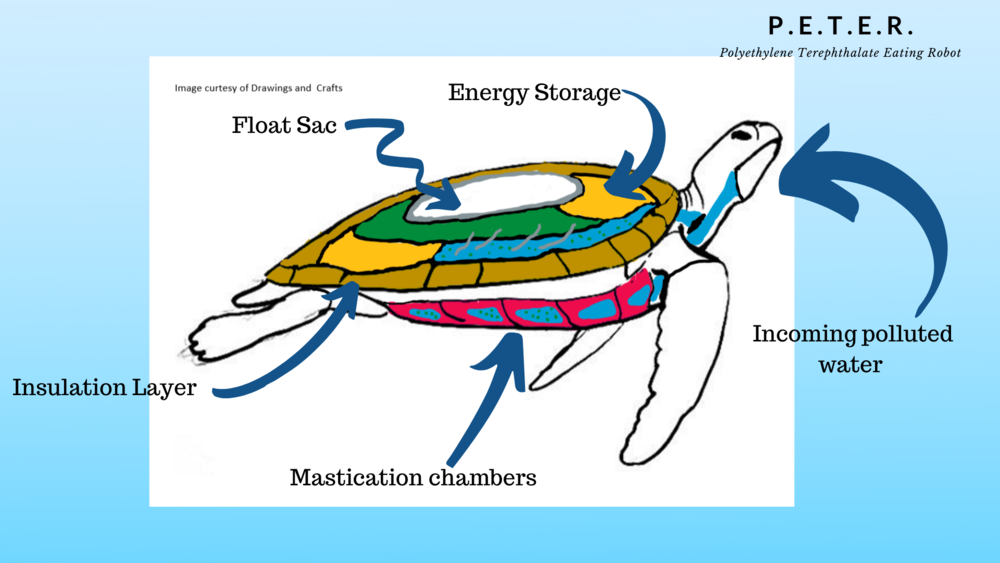 P.E.T.E.R.
Polyethylene Terephthalate Eating Robot
Image curtesy of Drawings and Crafts
Energy Storage
Float Sac
Incoming polluted
water
Insulation Layer
Mastication chambers